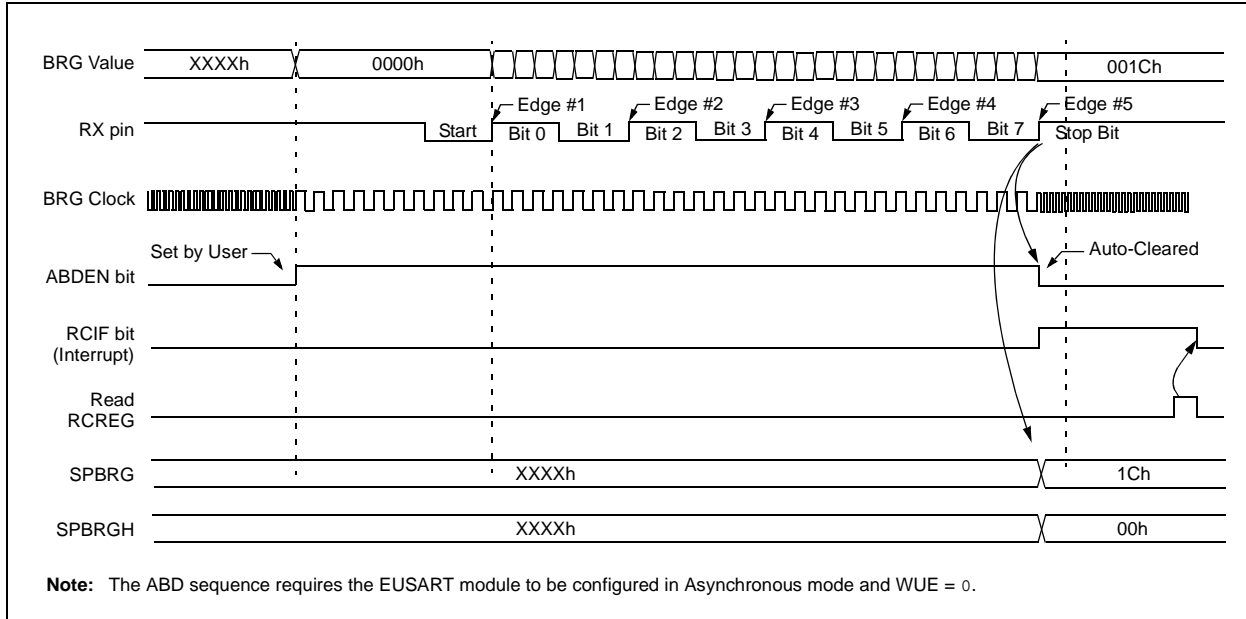 BRG Value
XXXXh
0000h
001Ch
Edge #1
Edge #2
Edge #3
Edge #4
Edge #5
RX pin
Start
Bit 0
Bit 1
Bit 2
Bit 3
Bit 4
Bit 5
Bit 6
Bit 7
Stop Bit
BRG Clock
Set by User
Auto-Cleared
ABDEN bit
RCIF bit
(Interrupt)
Read
RCREG
SPBRG
XXXXh
1Ch
SPBRGH
XXXXh
00h
Note: The ABD sequence requires the EUSART module to be configured in Asynchronous mode and WUE = 0.